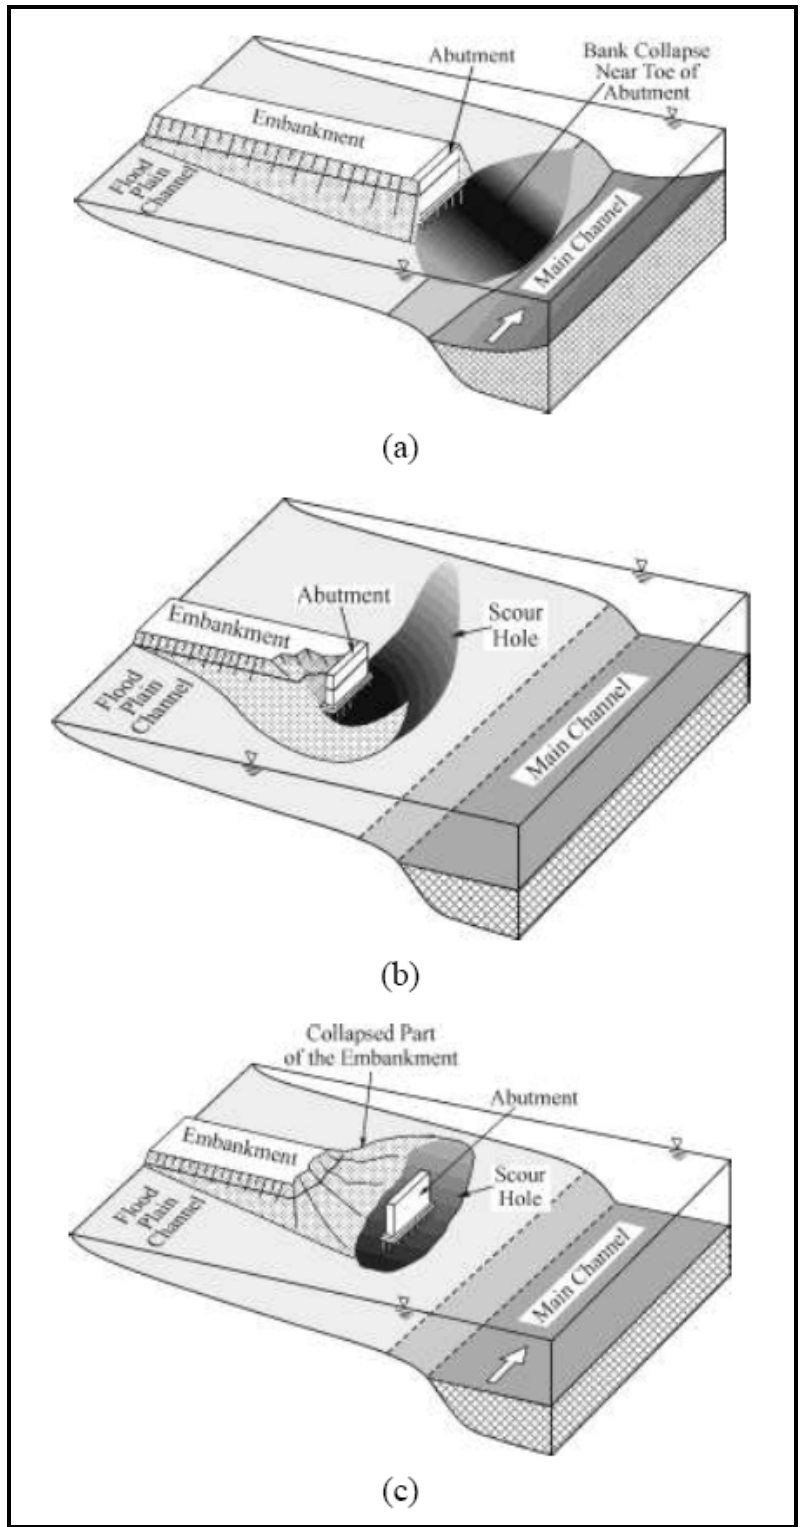 Abutment
Bank Collapse
Near Toe of
Abutment
Embankment
Flood
Plain
Channel
Main Channel
(a)
Abutment
Embankment
Scour
Hole
Flood
Plain
Channel
Main Channel
(b)
Collapsed Part
of the Embankment
Abutment
Embankment
Scour
Hole
Flood
Plain
Channel
Main Channel
(c)